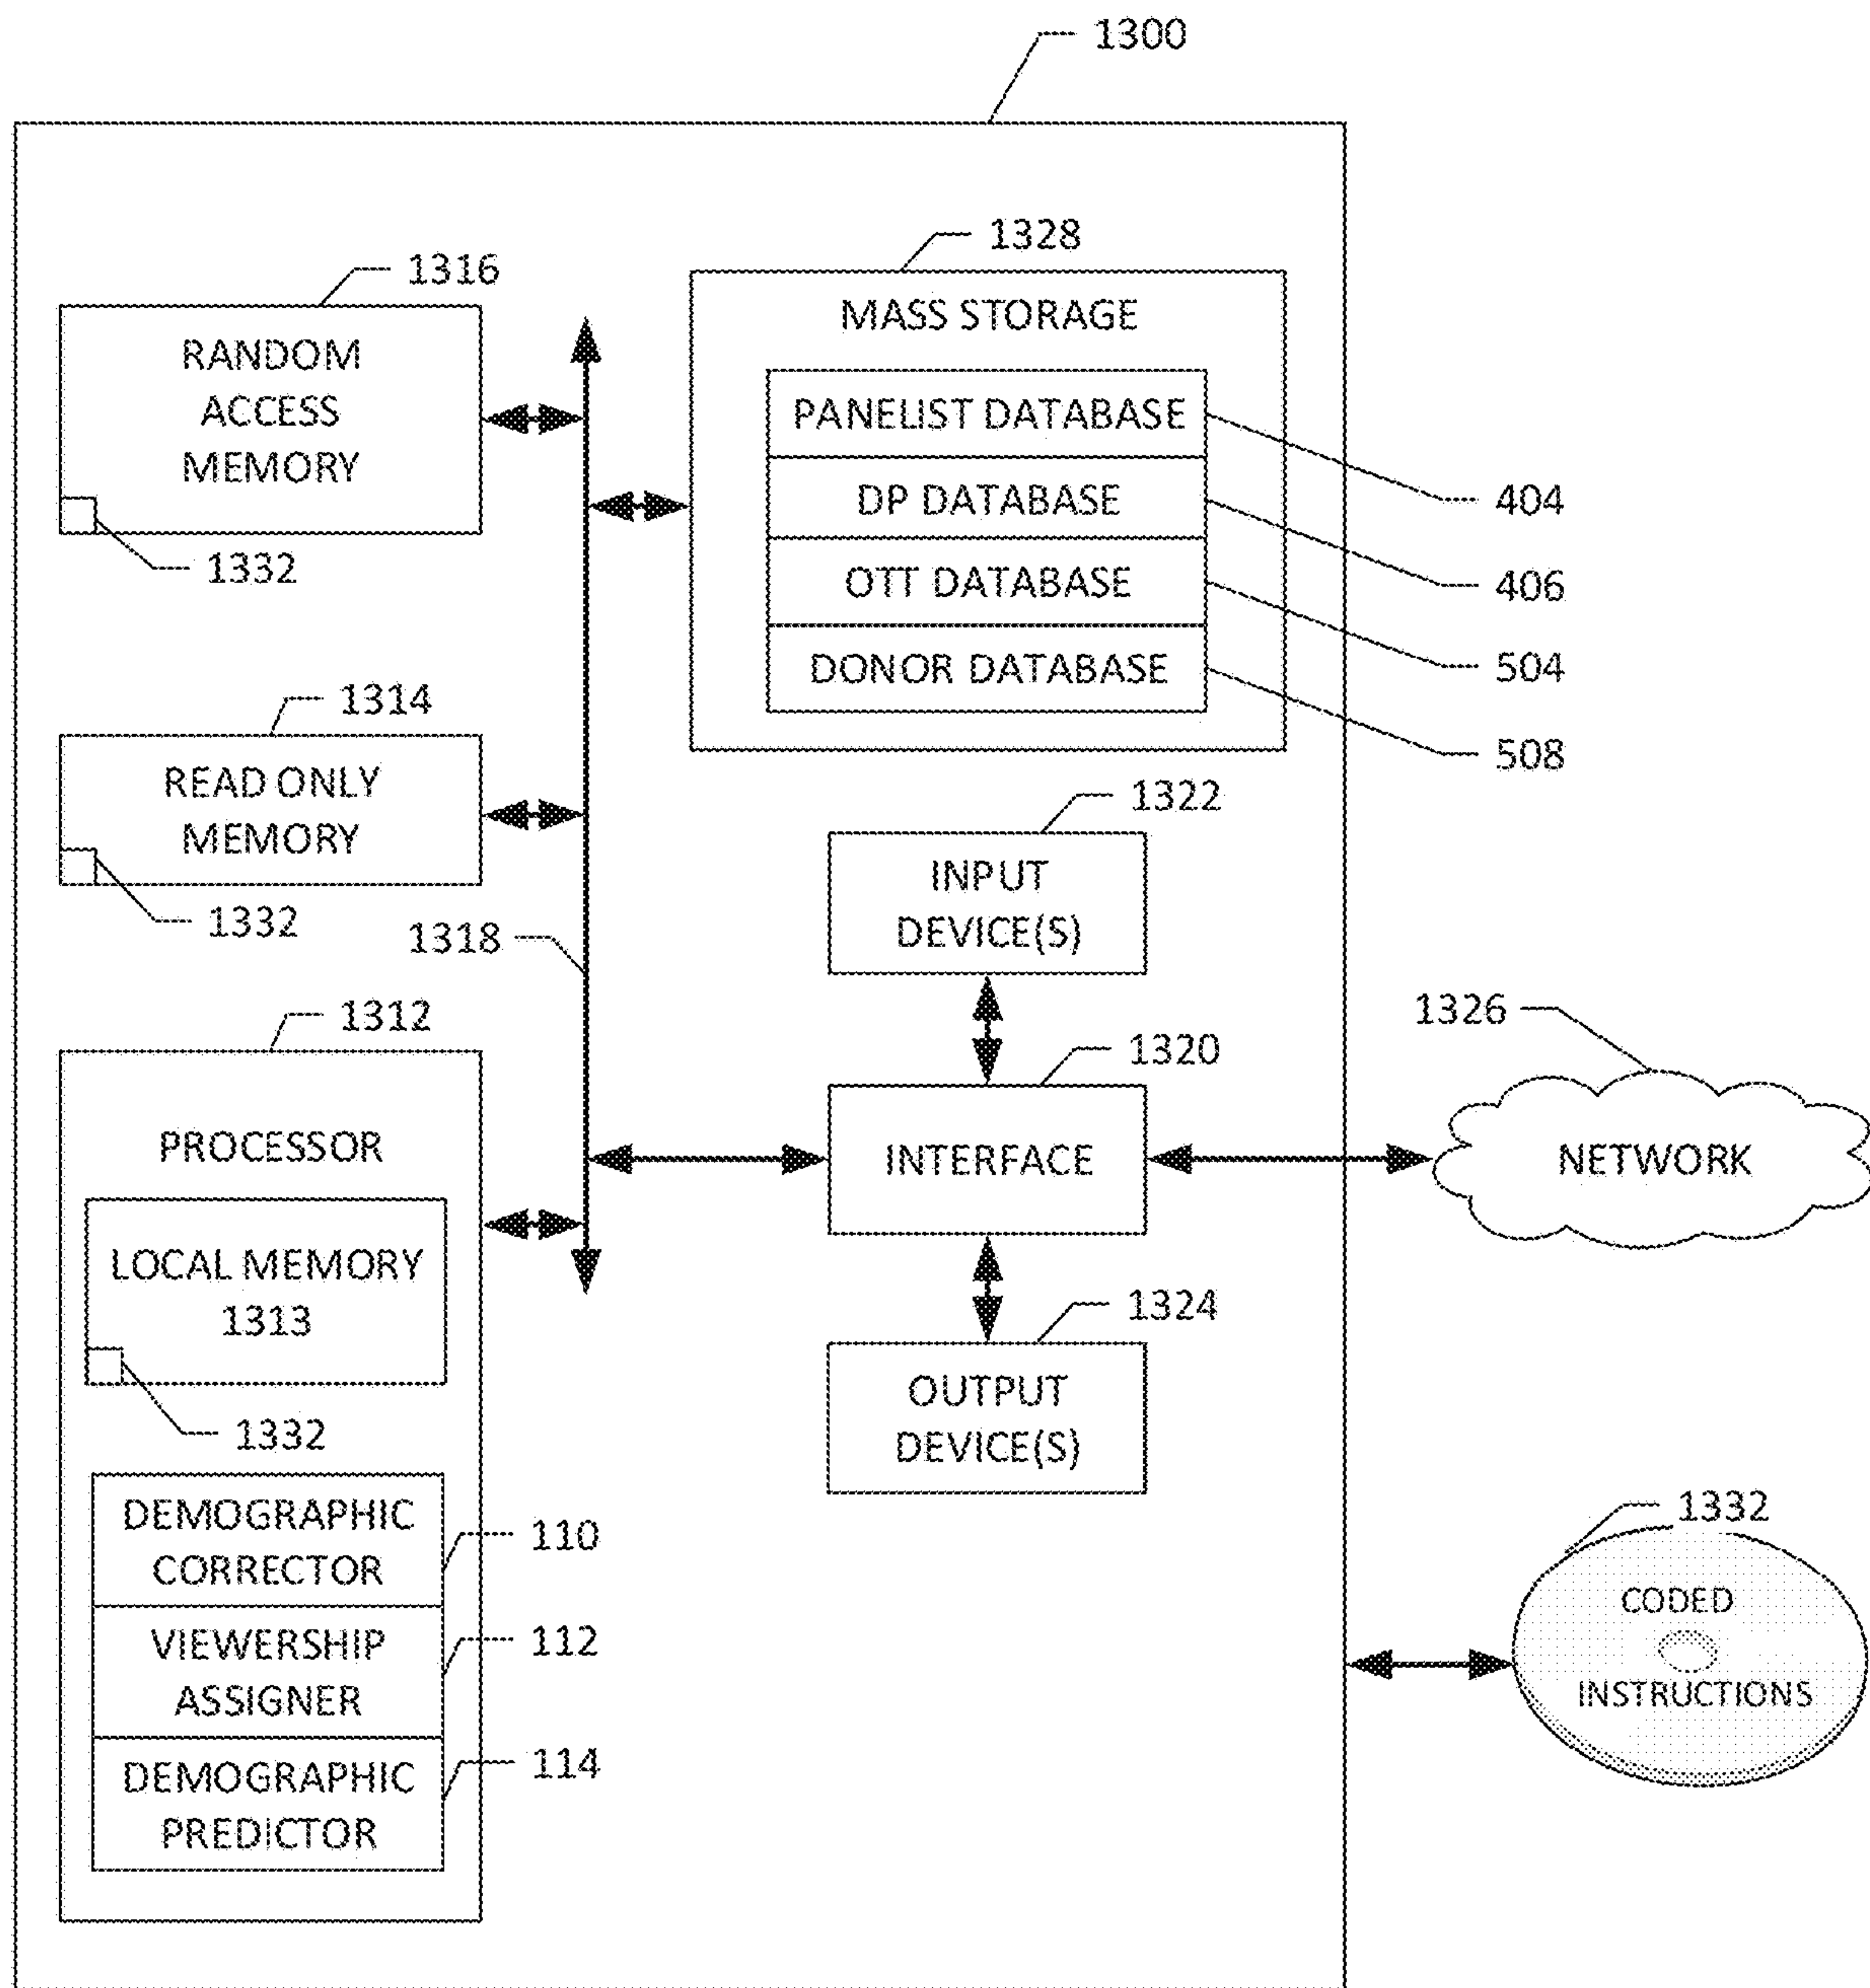 1300
1316
RANDOM
ACCESS
MEMORY
1332
1328
MASS STORAGE
PANELIST DATABASE
DP DATABASE
OTT DATABASE
DONOR DATABASE
404
406
504
508
1314
READ ONLY
MEMORY
1332
1318
1322
INPUT
DEVICE(S)
1320
INTERFACE
1326
NETWORK
1324
OUTPUT
DEVICE(S)
1312
PROCESSOR
LOCAL MEMORY
1313
1332
DEMOGRAPHIC
CORRECTOR
110
VIEWERSHIP
ASSIGNER
112
DEMOGRAPHIC
PREDICTOR
114
1332
CODED
INSTRUCTIONS